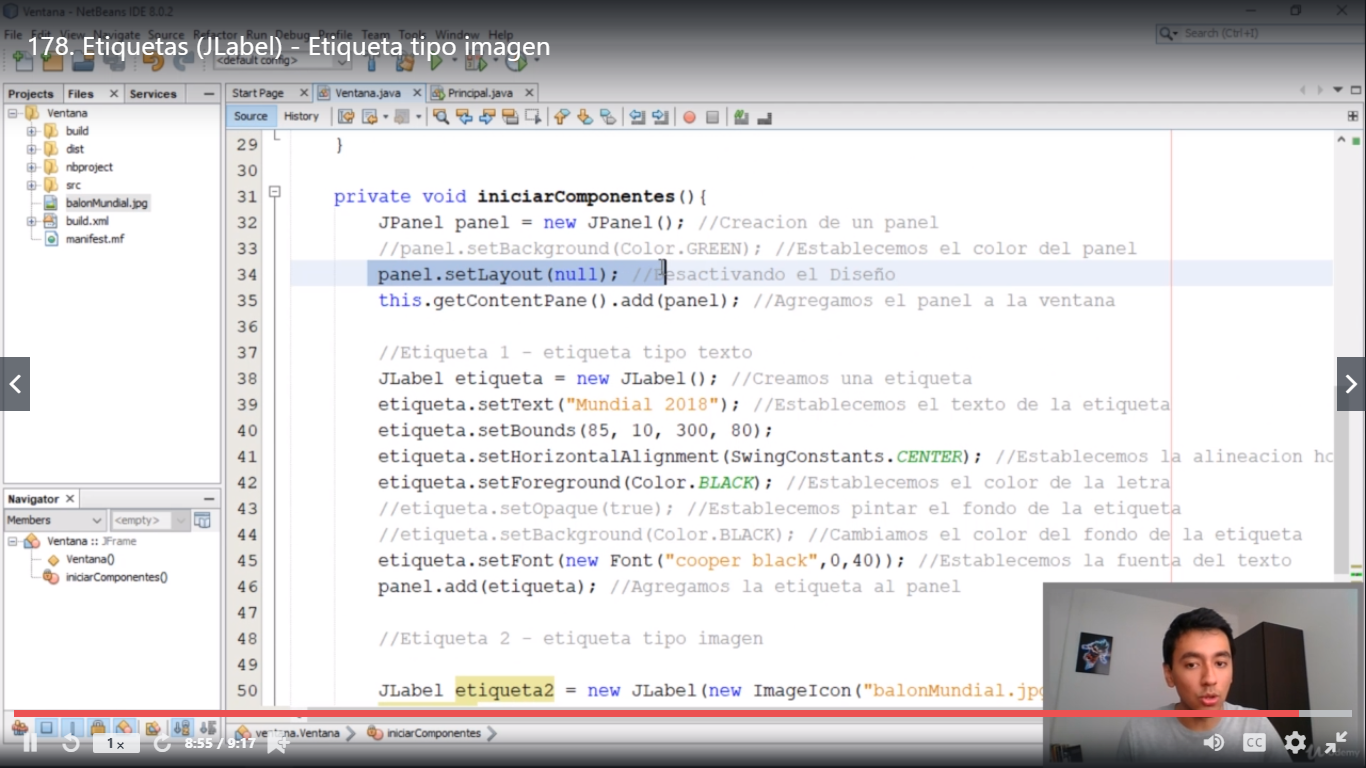 Ventana - NetBeans IDE 8.0.2
File Edit View Navigate Source Refactor Run Debug Profile Team Tools Window Help
Search (Ctrl+I)
178. Etiquetas (JLabel) - Etiqueta tipo imagen
<default config>
Projects Files Services
Start Page Ventana.java Principal.java
Source History
Ventana
build
dist
nbproject
src
balonMundial.jpg
build.xml
manifest.mf
29 }
30
31 private void iniciarComponentes(){
32 JPanel panel = new JPanel(); //Creacion de un panel
33 //panel.setBackground(Color.GREEN); //Establecemos el color del panel
34 panel.setLayout(null); //Desactivando el Diseño
35 this.getContentPane().add(panel); //Agregamos el panel a la ventana
36
37 //Etiqueta 1 - etiqueta tipo texto
38 JLabel etiqueta = new JLabel(); //Creamos una etiqueta
39 etiqueta.setText("Mundial 2018"); //Establecemos el texto de la etiqueta
40 etiqueta.setBounds(85, 10, 300, 80);
41 etiqueta.setHorizontalAlignment(SwingConstants.CENTER); //Establecemos la alineacion ho
42 etiqueta.setForeground(Color.BLACK); //Establecemos el color de la letra
43 //etiqueta.setOpaque(true); //Establecemos pintar el fondo de la etiqueta
44 //etiqueta.setBackground(Color.BLACK); //Cambiamos el color del fondo de la etiqueta
45 etiqueta.setFont(new Font("cooper black",0,40)); //Establecemos la fuenta del texto
46 panel.add(etiqueta); //Agregamos la etiqueta al panel
47
48 //Etiqueta 2 - etiqueta tipo imagen
49
50 JLabel etiqueta2 = new JLabel(new ImageIcon("balonMundial.jpg
Navigator
Members <empty>
Ventana :: JFrame
Ventana()
iniciarComponentes()
ventana.Ventana iniciarComponentes
1x 8:55 / 9:17 CC